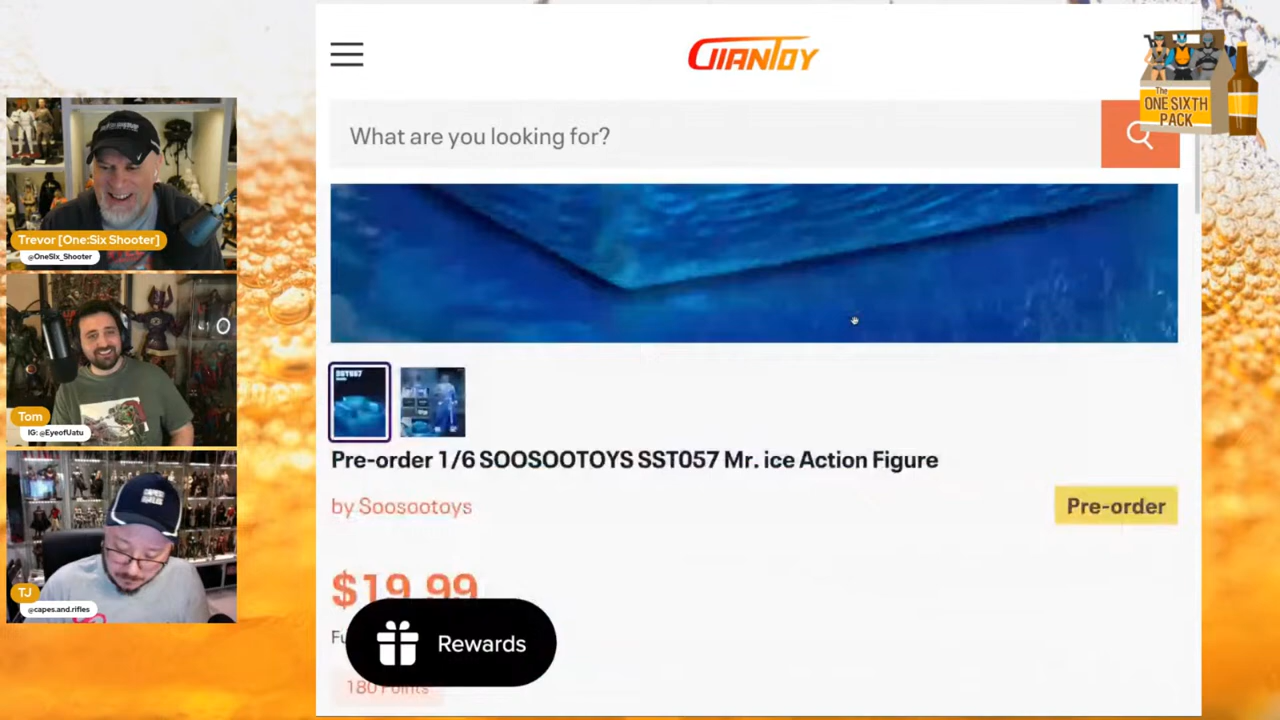 GIANTOY
The
ONE SIXTH
PACK
What are you looking for?
Trevor [One:Six Shooter]
@OneSIx_Shooter
Tom
IG: @EyeofUatu
TJ
@capes.and.rifles
SST057
Pre-order 1/6 SOOSOOTOYS SST057 Mr. ice Action Figure
by Soosootoys
Pre-order
$19.99
Rewards
180 Points